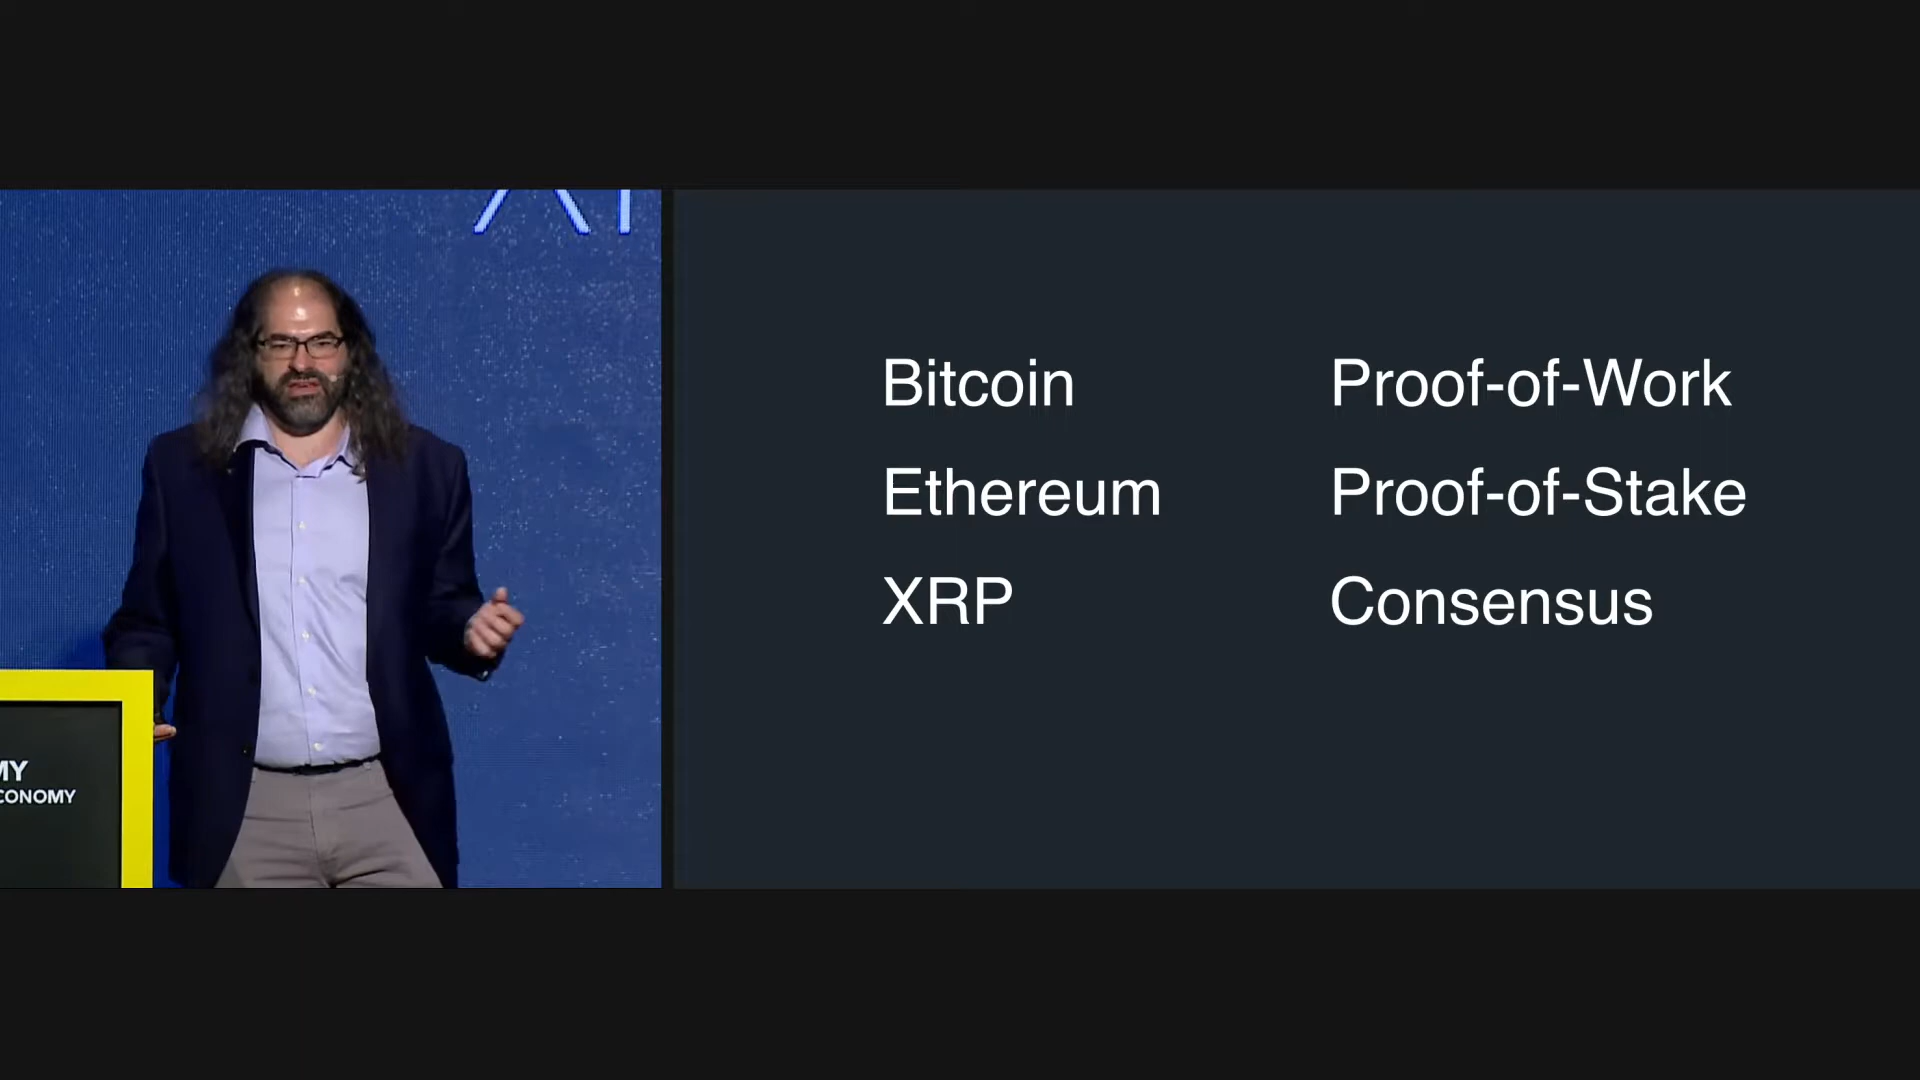 MY
CONOMY
Bitcoin Proof-of-Work
Ethereum Proof-of-Stake
XRP Consensus